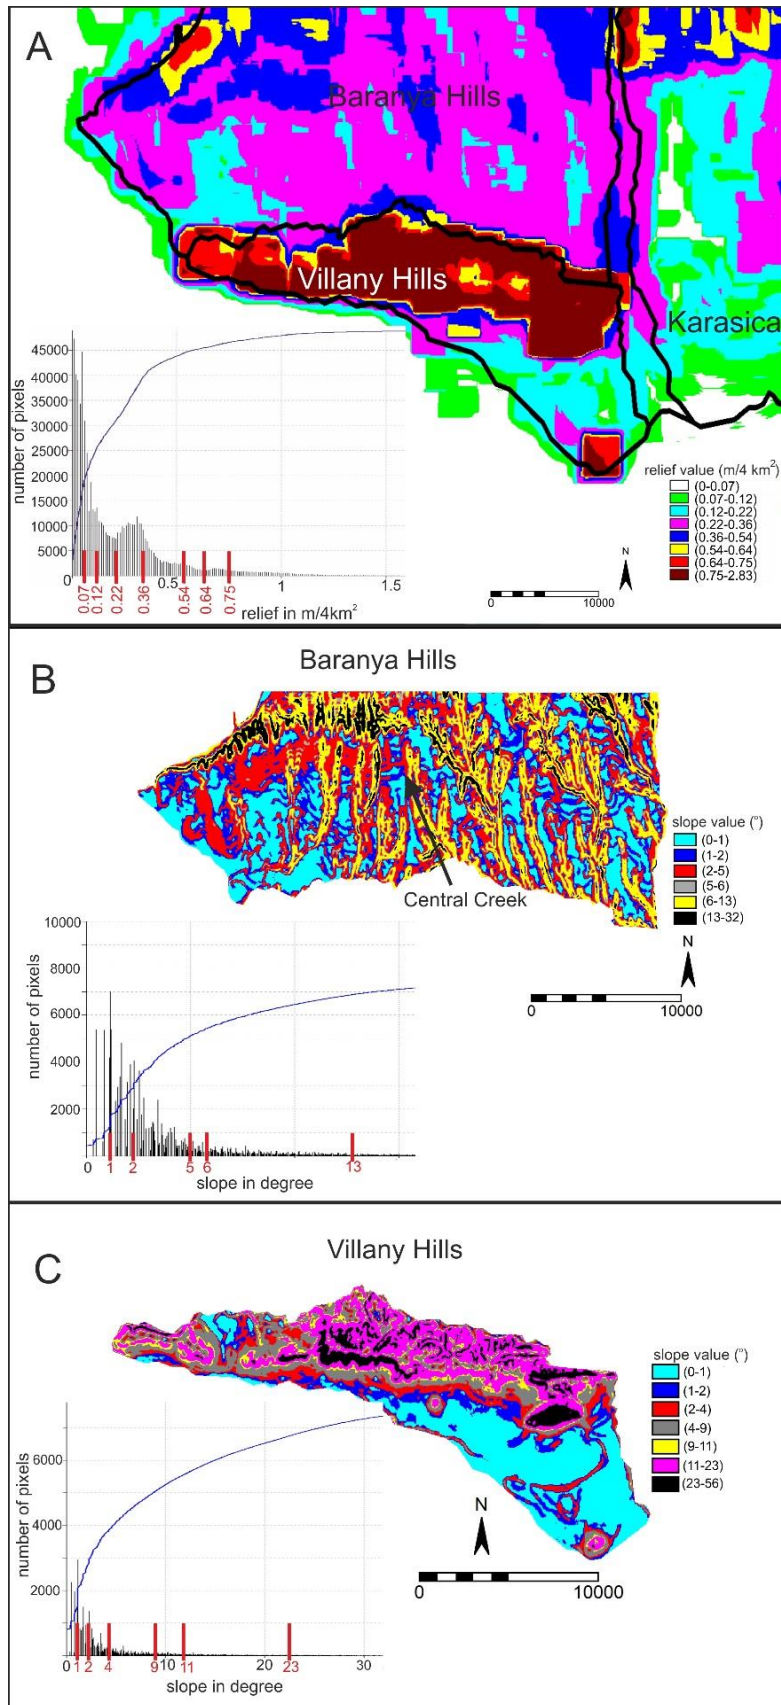 A
Baranya Hills
Villany Hills
Karasica
45000
40000
35000
30000
25000
20000
15000
10000
5000
0
number of pixels
0.5
1
1.5
0.07
0.12
0.22
0.36
0.54
0.64
0.75
relief in m/4km²
relief value (m/4 km²)
(0-0.07)
(0.07-0.12)
(0.12-0.22)
(0.22-0.36)
(0.36-0.54)
(0.54-0.64)
(0.64-0.75)
(0.75-2.83)
N
0 10000
B
Baranya Hills
Central Creek
slope value (°)
(0-1)
(1-2)
(2-5)
(5-6)
(6-13)
(13-32)
N
0 10000
10000
10000
8000
6000
4000
2000
number of pixels
0 1 2 5 6 13
slope in degree
C
Villany Hills
slope value (°)
(0-1)
(1-2)
(2-4)
(4-9)
(9-11)
(11-23)
(23-56)
N
0 10000
6000
4000
2000
number of pixels
0 10 20 30
1 2 4 9 11 23
slope in degree